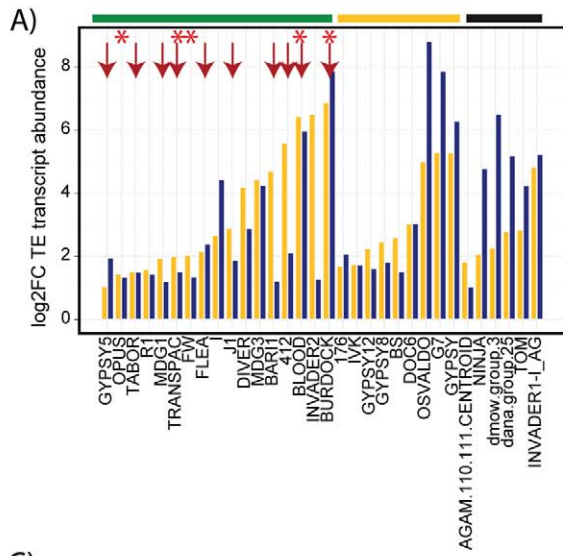 A)
* ** * *
log2FC TE transcript abundance
8
6
4
2
0
GYPSY5
OPUS
TABOR
R1
MDG1
TRANSPAC
FW
FLEA
I
J1
DIVER
MDG3
BARI1
412
BLOOD
INVADER2
BURDOCK
176
IVK
GYPSY12
GYPSY8
BS
DOC6
OSVALDO
GV
GYPSY
AGAM.110.111.CENTROID
NINJA
dmow.group.3
dana.group.25
TOM
INVADER1-I_AG